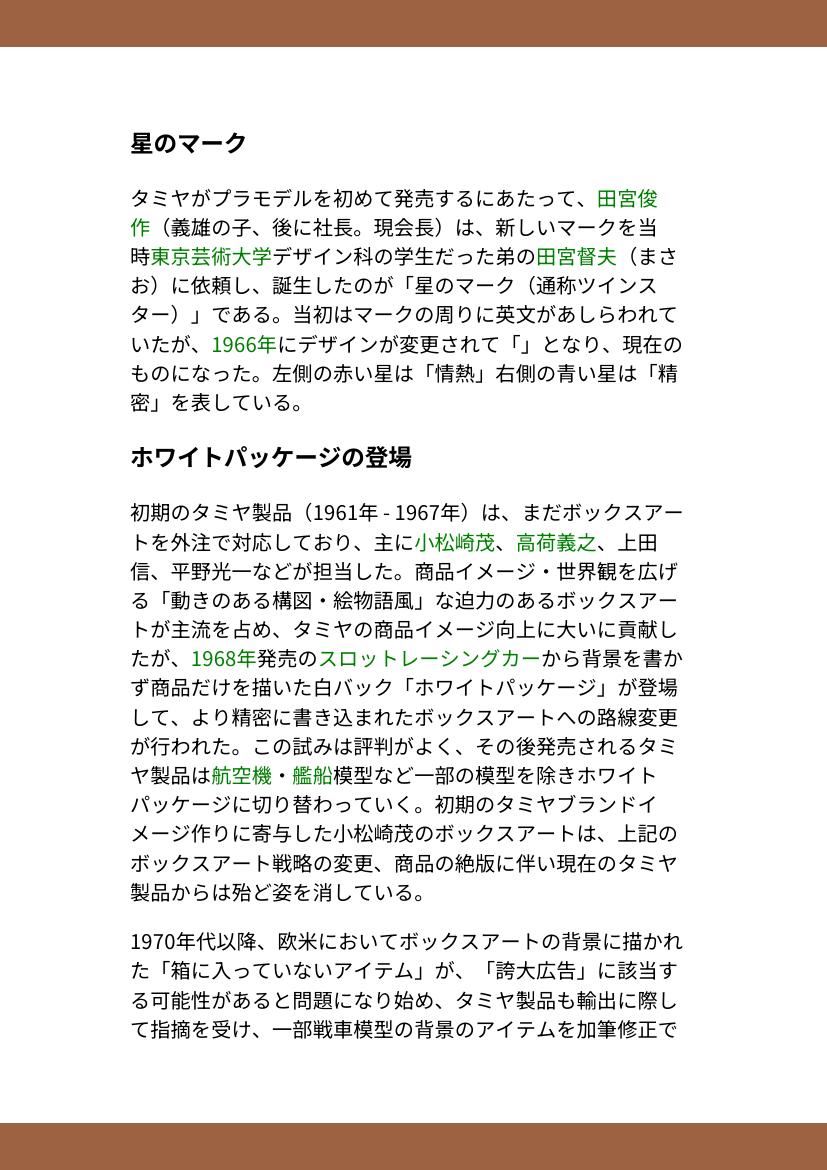 星のマーク
タミヤがプラモデルを初めて発売するにあたって、田宮俊
作（義雄の子、後に社長。現会長）は、新しいマークを当
時東京芸術大学デザイン科の学生だった弟の田宮督夫（まさ
お）に依頼し、誕生したのが「星のマーク（通称ツインス
ター）」である。当初はマークの周りに英文があしらわれて
いたが、1966年にデザインが変更されて「」となり、現在の
ものになった。左側の赤い星は「情熱」右側の青い星は「精
密」を表している。
ホワイトパッケージの登場
初期のタミヤ製品（1961年 - 1967年）は、まだボックスアー
トを外注で対応しており、主に小松崎茂、高荷義之、上田
信、平野光一などが担当した。商品イメージ・世界観を広げ
る「動きのある構図・絵物語風」な迫力のあるボックスアー
トが主流を占め、タミヤの商品イメージ向上に大いに貢献し
たが、1968年発売のスロットレーシングカーから背景を書か
ず商品だけを描いた白バック「ホワイトパッケージ」が登場
して、より精密に書き込まれたボックスアートへの路線変更
が行われた。この試みは評判がよく、その後発売されるタミ
ヤ製品は航空機・艦船模型など一部の模型を除きホワイト
パッケージに切り替わっていく。初期のタミヤブランドイ
メージ作りに寄与した小松崎茂のボックスアートは、上記の
ボックスアート戦略の変更、商品の絶版に伴い現在のタミヤ
製品からは殆ど姿を消している。
1970年代以降、欧米においてボックスアートの背景に描かれ
た「箱に入っていないアイテム」が、「誇大広告」に該当す
る可能性があると問題になり始め、タミヤ製品も輸出に際し
て指摘を受け、一部戦車模型の背景のアイテムを加筆修正で